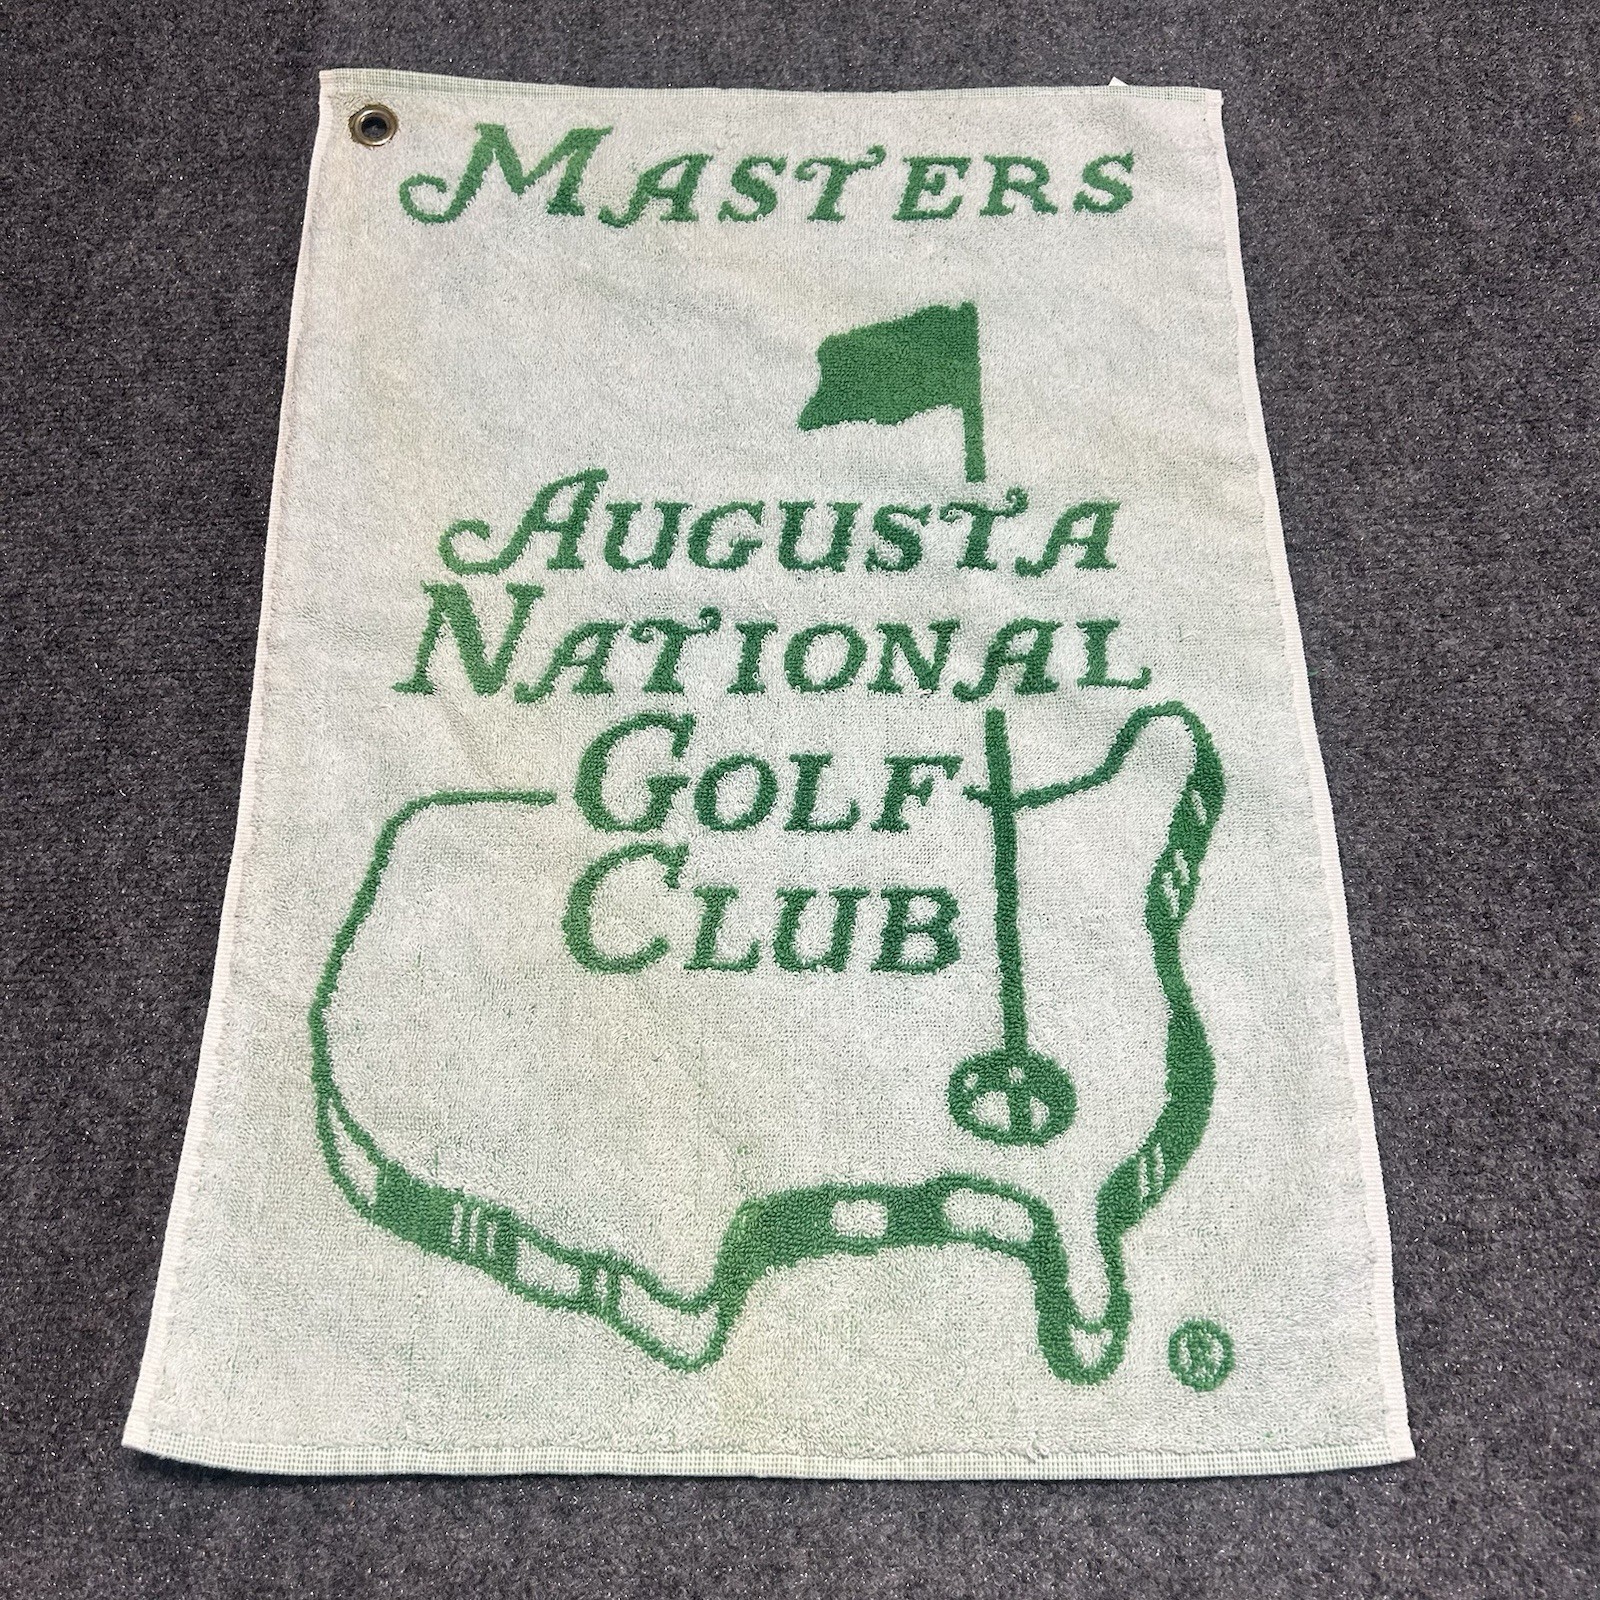 MASTERS
AUGUSTA
NATIONAL
GOLF
CLUB
®